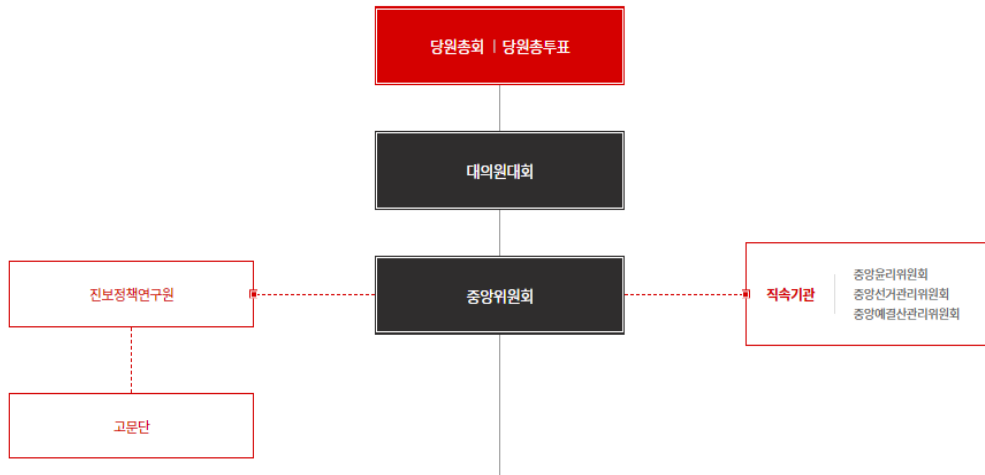 당원총회 | 당원총투표
대의원대회
진보정책연구원
중앙위원회
직속기관
중앙윤리위원회
중앙선거관리위원회
중앙예결산관리위원회
고문단